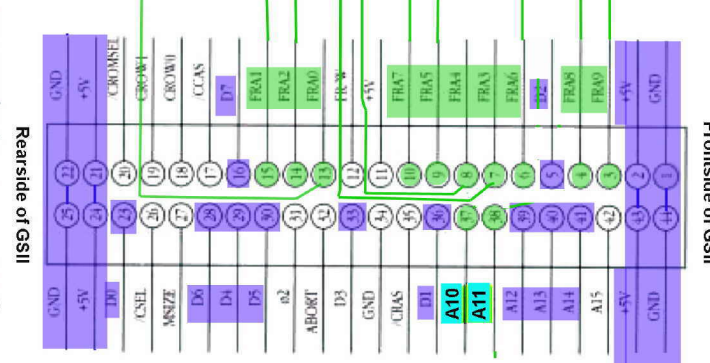 GND
+5V
/CROMSEL
CROW1
CROW0
/CCAS
D7
FRA1
FRA2
FRA0
FR/W
+5V
FRA7
FRA5
FRA4
FRA3
FRA6
D2
FRA8
FRA9
+5V
GND
Rearside of GSII
22 21 20 19 18 17 16 15 14 13 12 11 10 9 8 7 6 5 4 3 2 1
25 24 23 26 27 28 29 30 31 32 33 34 35 36 37 38 39 40 41 42 43 44
Frontside of GSII
GND
+5V
D0
/CSEL
MSIZE
D6
D4
D5
ø2
ABORT
D3
GND
/CRAS
D1
A10
A11
A12
A13
A14
A15
+5V
GND